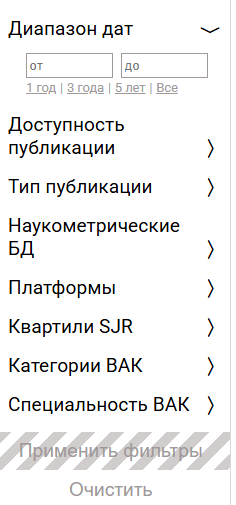 Диапазон дат
от до
1 год | 3 года | 5 лет | Все
Доступность
публикации
Тип публикации
Наукометрические
БД
Платформы
Квартили SJR
Категории ВАК
Специальность ВАК
Применить фильтры
Очистить